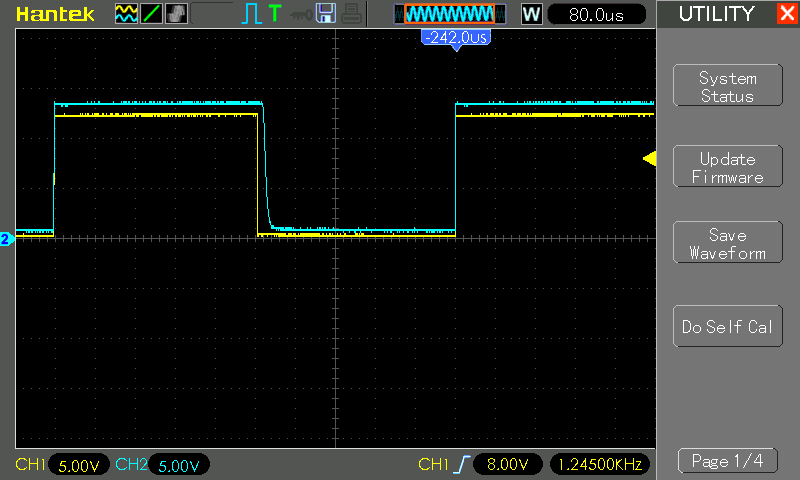 Hantek
T
W
80.0us
UTILITY
-242.0us
System
Status
Update
Firmware
Save
Waveform
Do Self Cal
Page 1/4
2
CH1 5.00V CH2 5.00V
CH1 8.00V 1.24500KHz